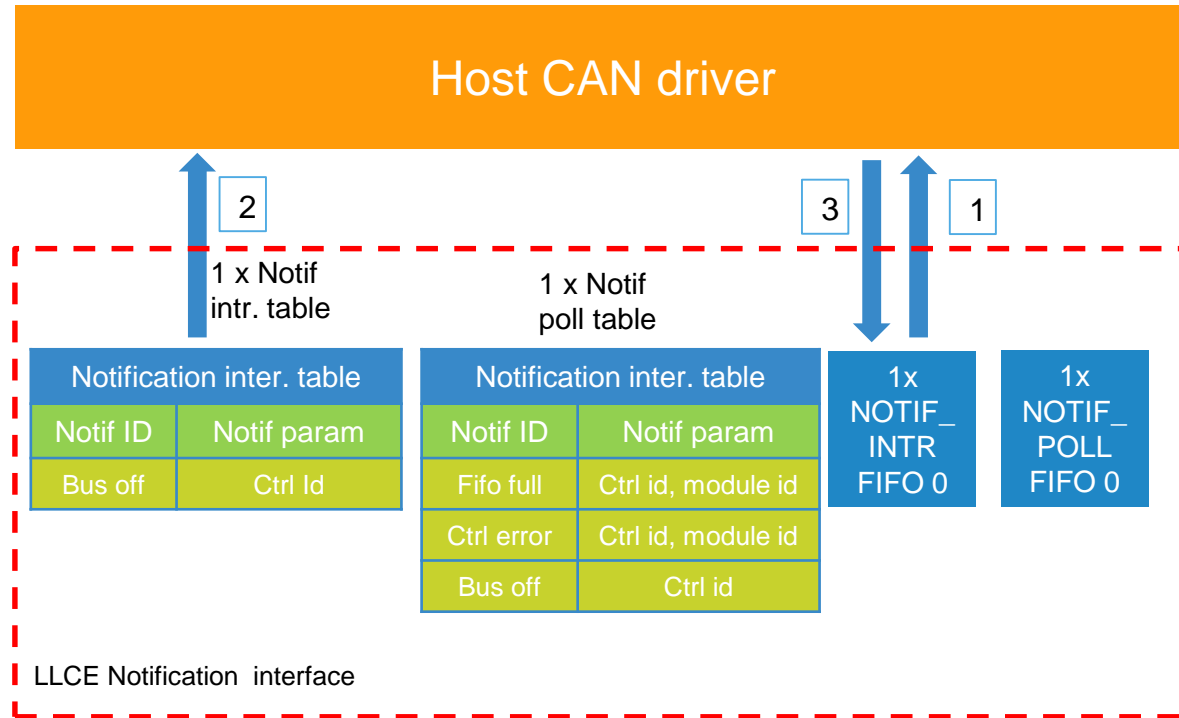 Host CAN driver
2
3
1
1 x Notif
intr. table
1 x Notif
poll table
Notification inter. table
Notif ID
Notif param
Bus off
Ctrl Id
Notification inter. table
Notif ID
Notif param
Fifo full
Ctrl id, module id
Ctrl error
Ctrl id, module id
Bus off
Ctrl id
1x
NOTIF_
INTR
FIFO 0
1x
NOTIF_
POLL
FIFO 0
LLCE Notification interface